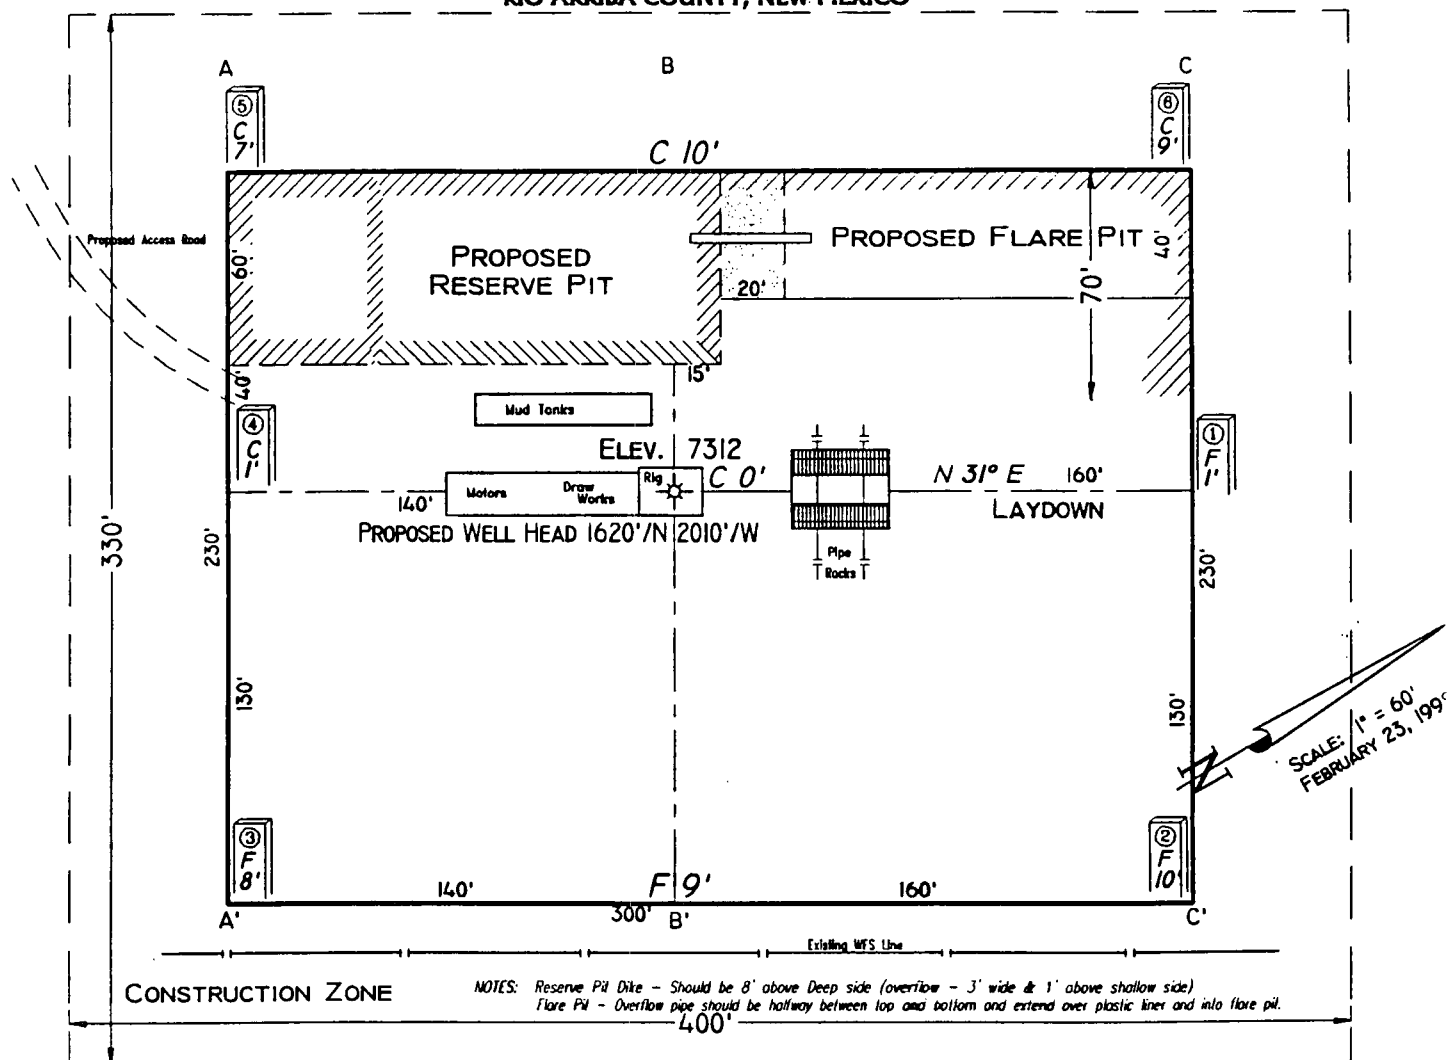 RIO ARRIBA COUNTY, NEW MEXICO
A
B
C
5
C
7'
6
C
9'
C 10'
Proposed Access Road
60'
PROPOSED
RESERVE PIT
PROPOSED FLARE PIT
40'
20'
70'
15'
40'
Mud Tanks
4
C
1'
1
F
1'
ELEV. 7312
Rig
C 0'
N 31° E
160'
140'
Motors
Draw
Works
LAYDOWN
PROPOSED WELL HEAD 1620'/N 2010'/W
Pipe
Racks
330'
230'
230'
130'
130'
N
SCALE: 1" = 60'
FEBRUARY 23, 199
3
F
8'
2
F
10'
140'
F 9'
160'
A'
300'
B'
C'
Existing WFS Line
CONSTRUCTION ZONE
NOTES: Reserve Pit Dike - Should be 8' above Deep side (overflow - 3' wide & 1' above shallow side)
Flare Pit - Overflow pipe should be halfway between top and bottom and extend over plastic liner and into flare pit.
400'